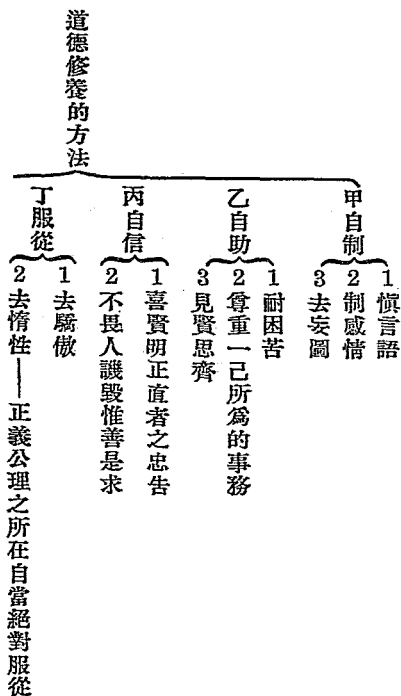 道德修養的方法
甲自制
1愼言語
2制感情
3去妄圖
乙自助
1耐困苦
2尊重一己所爲的事務
3見賢思齊
丙自信
1喜賢明正直者之忠吿
2不畏人譏毀惟善是求
丁服從
1去驕傲
2去惰性——正義公理之所在自當絕對服從